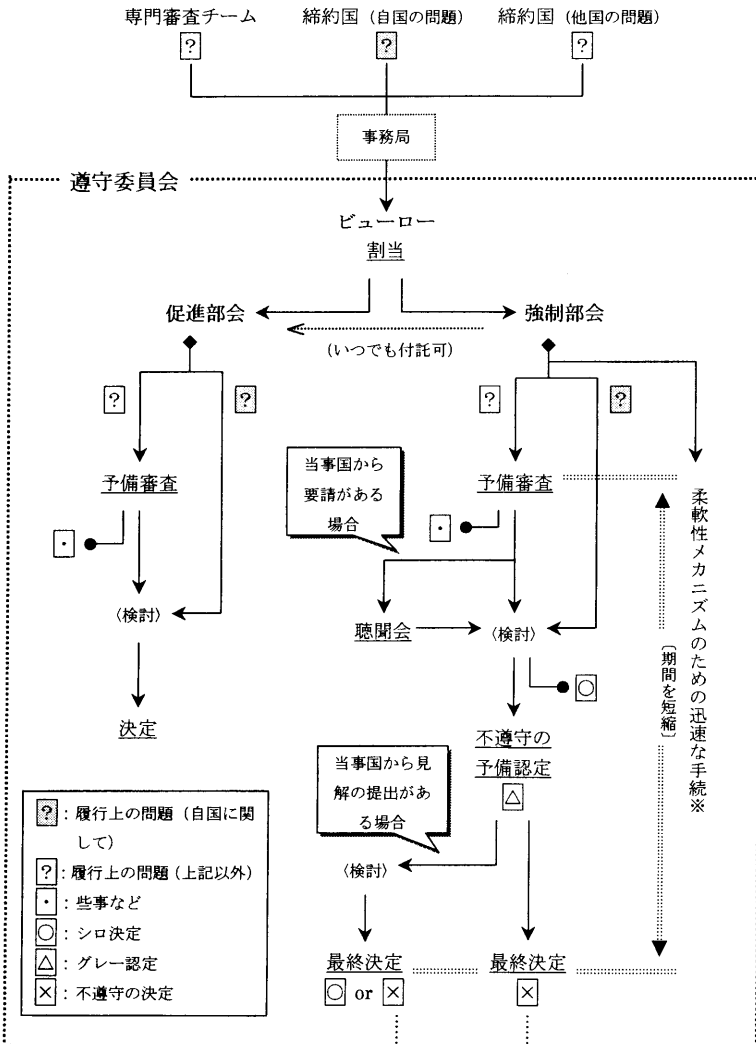 専門審査チーム 締約国（自国の問題） 締約国（他国の問題）
? ? ?
事務局
遵守委員会
ビューロー
割当
促進部会 強制部会
(いつでも付託可)
? ? ? ?
当事国から
要請がある
場合
予備審査 予備審査
・ ・
〈検討〉 聴聞会 〈検討〉
○
決定
不遵守の
予備認定
△
当事国から見
解の提出があ
る場合
〈検討〉
最終決定 最終決定
○ or × ×
柔軟性メカニズムのための迅速な手続※
〔期間を短縮〕
?：履行上の問題（自国に関
して）
?：履行上の問題（上記以外）
・：些事など
○：シロ決定
△：グレー認定
×：不遵守の決定